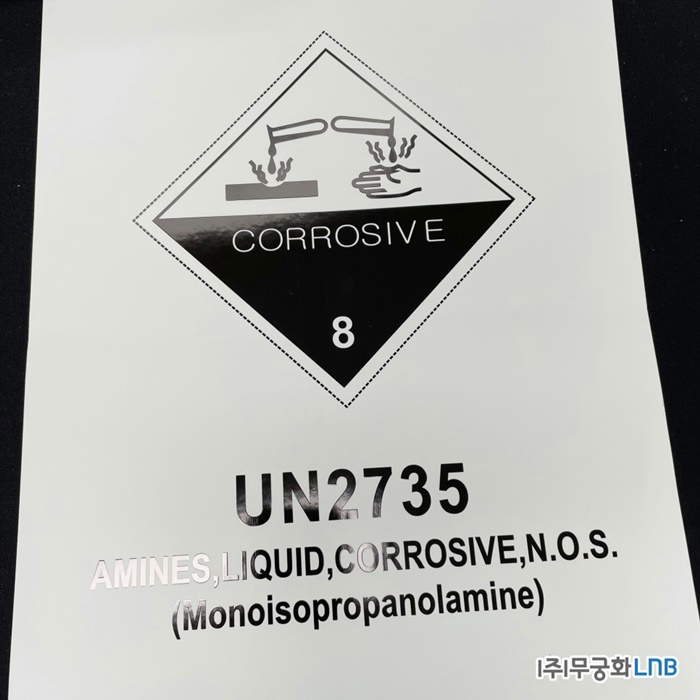 CORROSIVE
8
UN2735
AMINES,LIQUID,CORROSIVE,N.O.S.
(Monoisopropanolamine)
(주)무궁화LNB